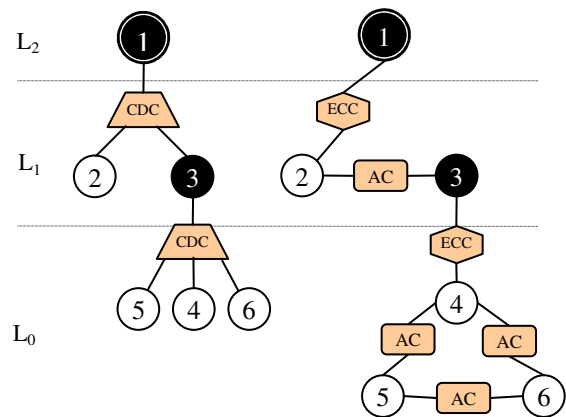 L₂ 1 1
CDC ECC
L₁ 2 3 2 AC 3
CDC ECC
5 4 6 4
L₀ AC AC
5 AC 6